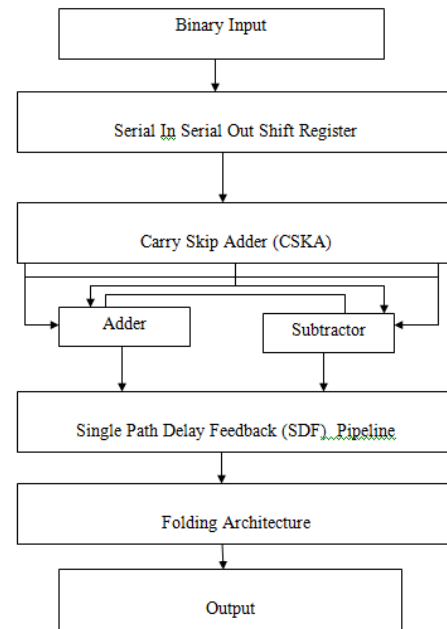 Binary Input
Serial In Serial Out Shift Register
Carry Skip Adder (CSKA)
Adder
Subtractor
Single Path Delay Feedback (SDF) Pipeline
Folding Architecture
Output